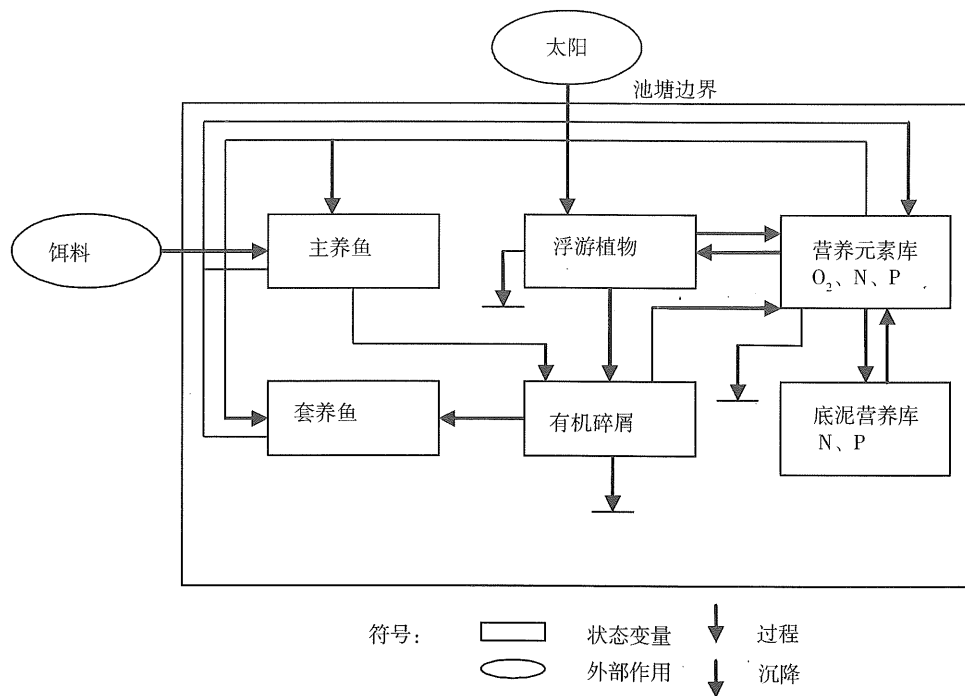 太阳
池塘边界
饵料
主养鱼
浮游植物
营养元素库
O₂、N、P
套养鱼
有机碎屑
底泥营养库
N、P
符号:
状态变量
过程
外部作用
沉降